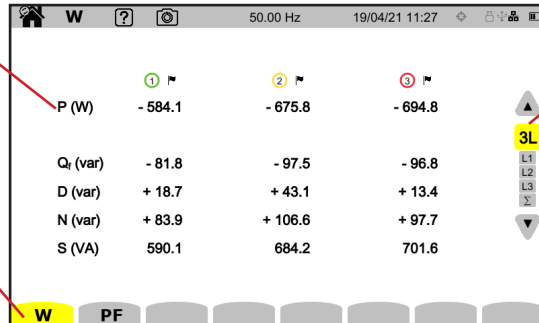 W ? 50.00 Hz 19/04/21 11:27
1 2 3
P (W) - 584.1 - 675.8 - 694.8
3L
Qf (var) - 81.8 - 97.5 - 96.8
L1
L2
D (var) + 18.7 + 43.1 + 13.4
L3
Σ
N (var) + 83.9 + 106.6 + 97.7
S (VA) 590.1 684.2 701.6
W PF